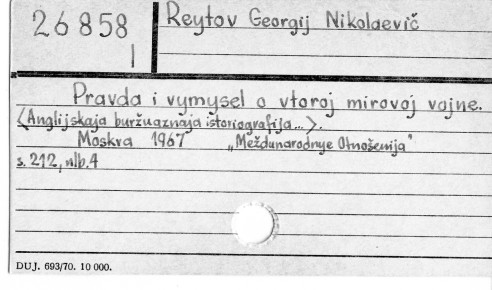 26858
1
Reytov Georgij Nikolaevič
Pravda i vymysel o vtoroj mirovoj vojne.
<Anglijskaja buržuaznaja istoriografija...>.
Moskva 1967 „Meždunarodnye Otnošenija"
s. 212, nlb. 4
DUJ. 693/70. 10 000.